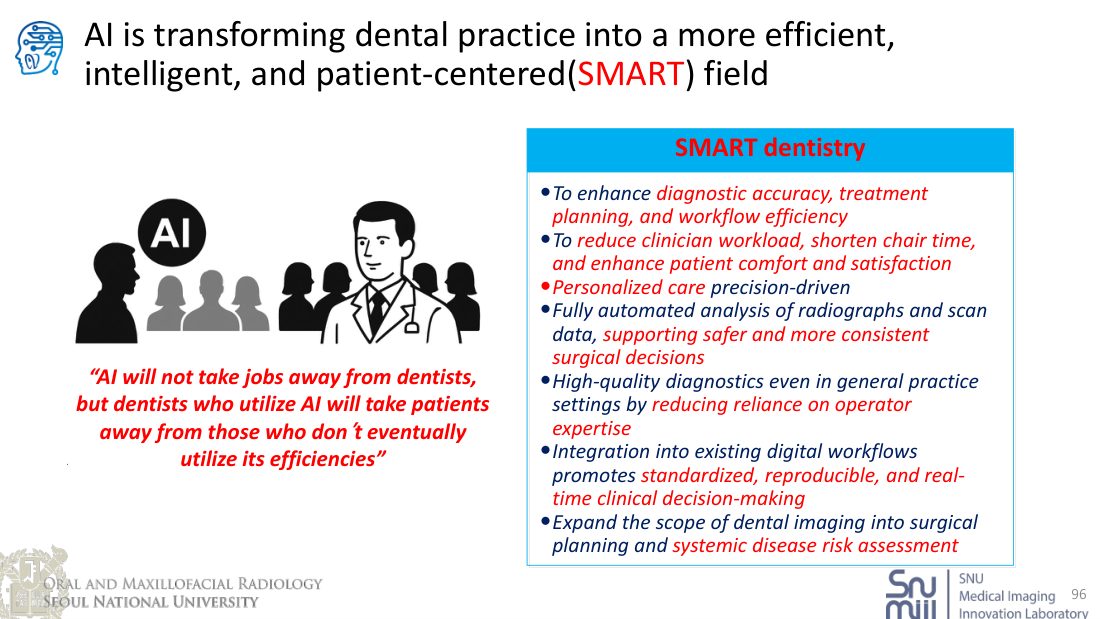 AI is transforming dental practice into a more efficient,
intelligent, and patient-centered(SMART) field
AI
“AI will not take jobs away from dentists,
but dentists who utilize AI will take patients
away from those who don ’t eventually
utilize its efficiencies”
SMART dentistry
•To enhance diagnostic accuracy, treatment
planning, and workflow efficiency
•To reduce clinician workload, shorten chair time,
and enhance patient comfort and satisfaction
•Personalized care precision-driven
•Fully automated analysis of radiographs and scan
data, supporting safer and more consistent
surgical decisions
•High-quality diagnostics even in general practice
settings by reducing reliance on operator
expertise
•Integration into existing digital workflows
promotes standardized, reproducible, and real-
time clinical decision-making
•Expand the scope of dental imaging into surgical
planning and systemic disease risk assessment
ORAL AND MAXILLOFACIAL RADIOLOGY
SEOUL NATIONAL UNIVERSITY
Snu
miil
SNU
Medical Imaging
Innovation Laboratory
96